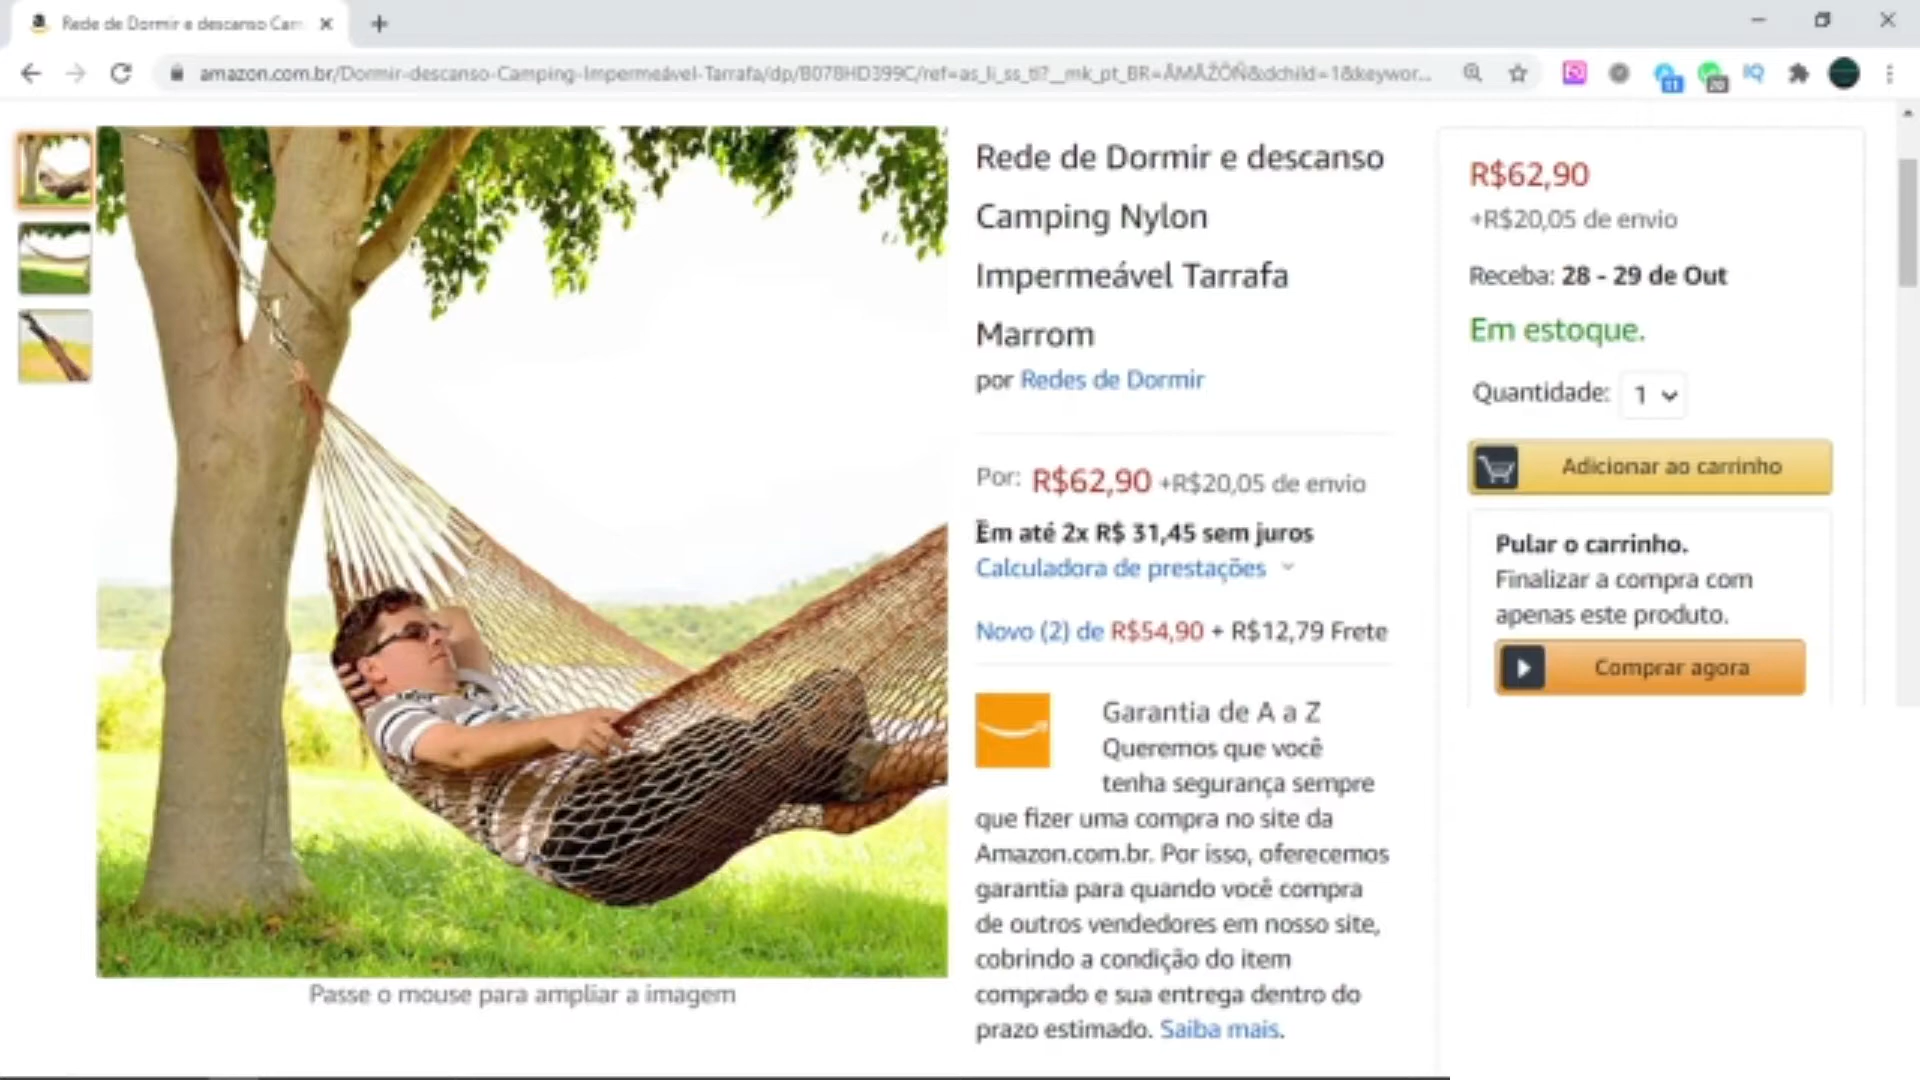 Rede de Dormir e descanso Cam
amazon.com.br/Dormir-descanso-Camping-Impermeável-Tarrafa/dp/B078HD399C/ref=as_li_ss_tl?__mk_pt_BR=ÅMÅŽÕÑ&dchild=1&keywor...
Rede de Dormir e descanso
Camping Nylon
Impermeável Tarrafa
Marrom
por Redes de Dormir
Por: R$62,90 +R$20,05 de envio
Em até 2x R$ 31,45 sem juros
Calculadora de prestações
Novo (2) de R$54,90 + R$12,79 Frete
Garantia de A a Z
Queremos que você
tenha segurança sempre
que fizer uma compra no site da
Amazon.com.br. Por isso, oferecemos
garantia para quando você compra
de outros vendedores em nosso site,
cobrindo a condição do item
comprado e sua entrega dentro do
prazo estimado. Saiba mais.
Passe o mouse para ampliar a imagem
R$62,90
+R$20,05 de envio
Receba: 28 - 29 de Out
Em estoque.
Quantidade: 1
Adicionar ao carrinho
Pular o carrinho.
Finalizar a compra com
apenas este produto.
Comprar agora